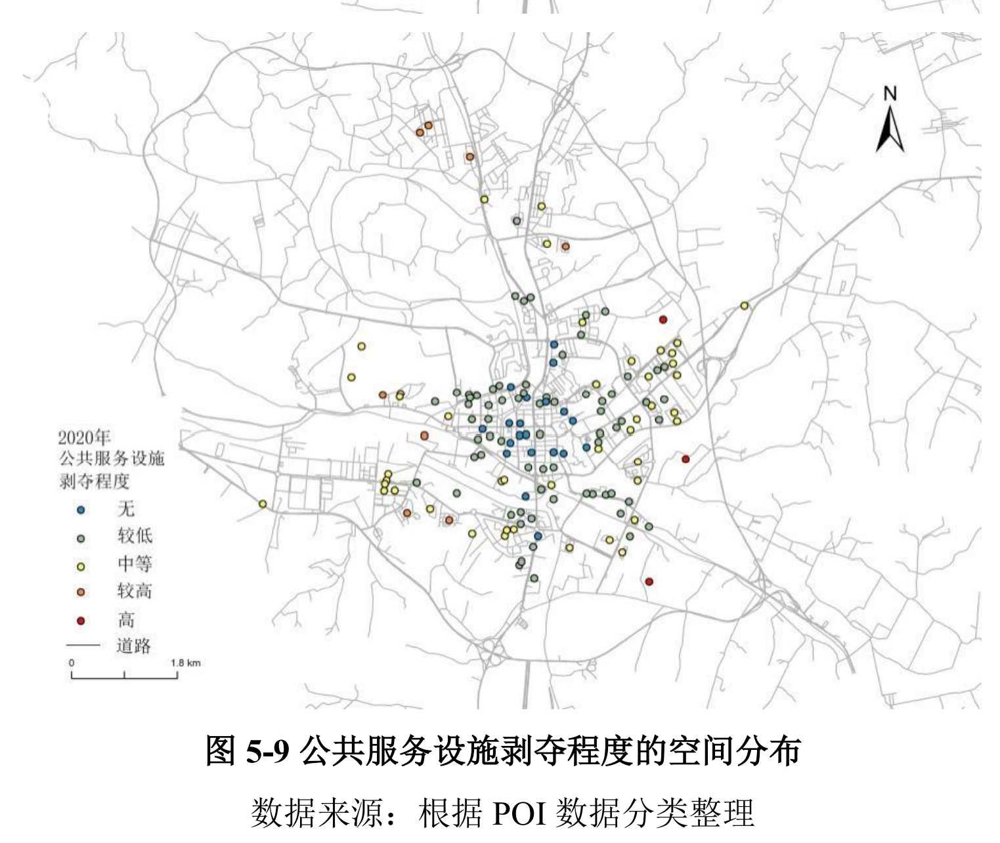 N
2020年
公共服务设施
剥夺程度
无
较低
中等
较高
高
道路
0 1.8 km
图 5-9 公共服务设施剥夺程度的空间分布
数据来源：根据 POI 数据分类整理